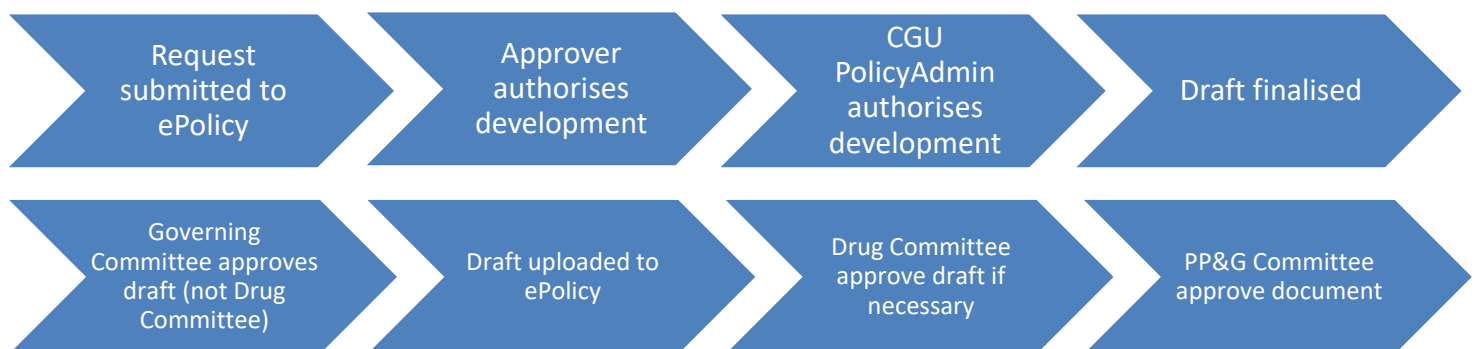 Request
submitted to
ePolicy
Approver
authorises
development
CGU
PolicyAdmin
authorises
development
Draft finalised
Governing
Committee approves
draft (not Drug
Committee)
Draft uploaded to
ePolicy
Drug Committee
approve draft if
necessary
PP&G Committee
approve document